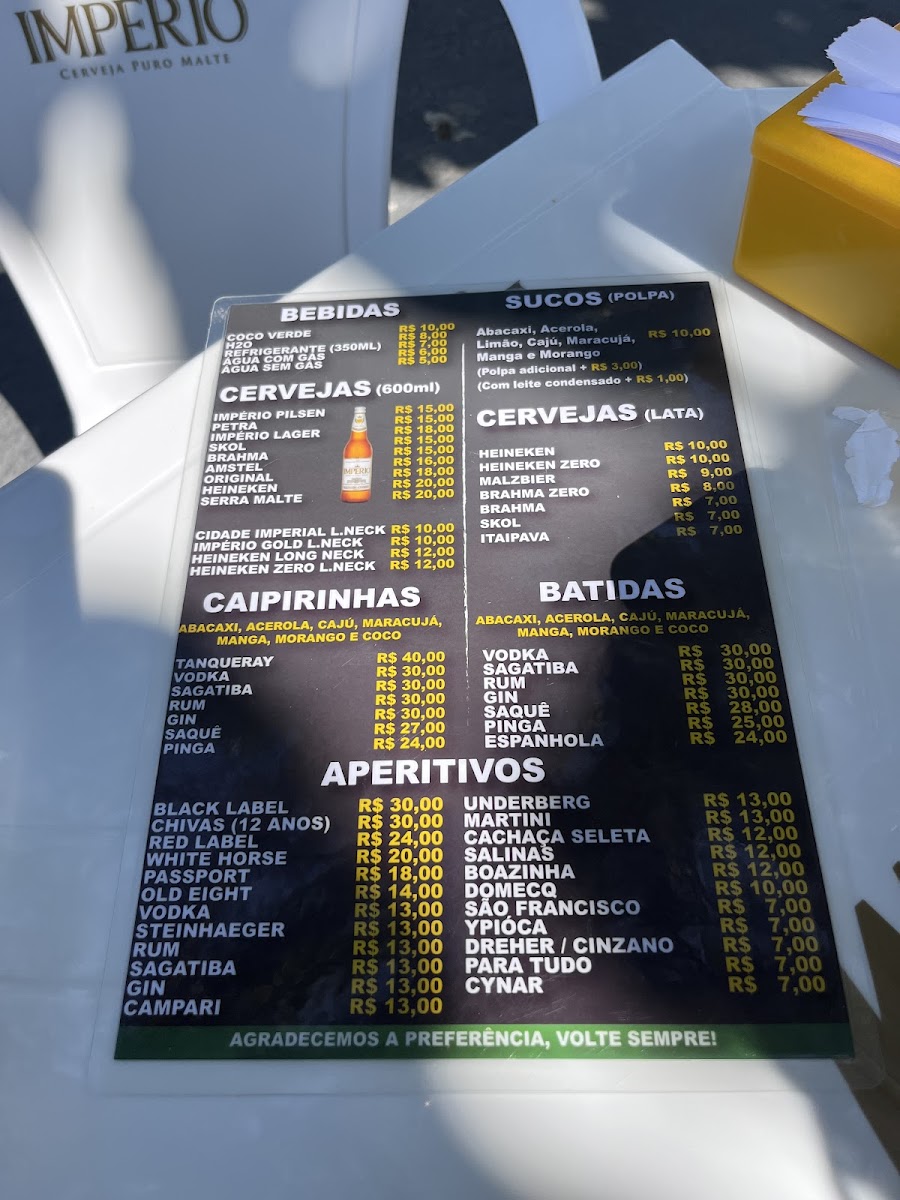 IMPERIO
CERVEJA PURO MALTE
BEBIDAS
COCO VERDE R$ 10,00
H2O R$ 8,00
REFRIGERANTE (350ML) R$ 7,00
ÁGUA COM GÁS R$ 6,00
ÁGUA SEM GÁS R$ 5,00
CERVEJAS (600ml)
IMPÉRIO PILSEN R$ 15,00
PETRA R$ 15,00
IMPÉRIO LAGER R$ 18,00
SKOL R$ 15,00
BRAHMA R$ 15,00
AMSTEL R$ 16,00
ORIGINAL R$ 18,00
HEINEKEN R$ 20,00
SERRA MALTE R$ 20,00
IMPÉRIO
CIDADE IMPERIAL L.NECK R$ 10,00
IMPÉRIO GOLD L.NECK R$ 10,00
HEINEKEN LONG NECK R$ 12,00
HEINEKEN ZERO L.NECK R$ 12,00
SUCOS (POLPA)
Abacaxi, Acerola,
Limão, Cajú, Maracujá, R$ 10,00
Manga e Morango
(Polpa adicional + R$ 3,00)
(Com leite condensado + R$ 1,00)
CERVEJAS (LATA)
HEINEKEN R$ 10,00
HEINEKEN ZERO R$ 10,00
MALZBIER R$ 9,00
BRAHMA ZERO R$ 8,00
BRAHMA R$ 7,00
SKOL R$ 7,00
ITAIPAVA R$ 7,00
CAIPIRINHAS
ABACAXI, ACEROLA, CAJÚ, MARACUJÁ,
MANGA, MORANGO E COCO
TANQUERAY R$ 40,00
VODKA R$ 30,00
SAGATIBA R$ 30,00
RUM R$ 30,00
GIN R$ 30,00
SAQUÊ R$ 27,00
PINGA R$ 24,00
BATIDAS
ABACAXI, ACEROLA, CAJÚ, MARACUJÁ,
MANGA, MORANGO E COCO
VODKA R$ 30,00
SAGATIBA R$ 30,00
RUM R$ 30,00
GIN R$ 30,00
SAQUÊ R$ 28,00
PINGA R$ 25,00
ESPANHOLA R$ 24,00
APERITIVOS
BLACK LABEL R$ 30,00
CHIVAS (12 ANOS) R$ 30,00
RED LABEL R$ 24,00
WHITE HORSE R$ 20,00
PASSPORT R$ 18,00
OLD EIGHT R$ 14,00
VODKA R$ 13,00
STEINHAEGER R$ 13,00
RUM R$ 13,00
SAGATIBA R$ 13,00
GIN R$ 13,00
CAMPARI R$ 13,00
UNDERBERG R$ 13,00
MARTINI R$ 13,00
CACHAÇA SELETA R$ 12,00
SALINAS R$ 12,00
BOAZINHA R$ 12,00
DOMECQ R$ 10,00
SÃO FRANCISCO R$ 7,00
YPIÓCA R$ 7,00
DREHER / CINZANO R$ 7,00
PARA TUDO R$ 7,00
CYNAR R$ 7,00
AGRADECEMOS A PREFERÊNCIA, VOLTE SEMPRE!